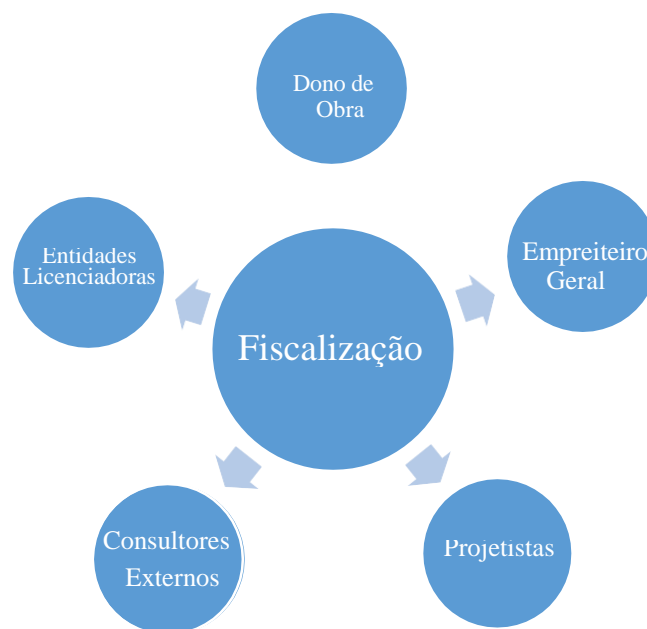 Dono de
Obra
Entidades
Licenciadoras
Empreiteiro
Geral
Fiscalização
Consultores
Externos
Projetistas